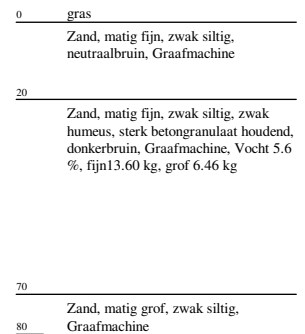 0 gras
Zand, matig fijn, zwak siltig,
neutraalbruin, Graafmachine
20
Zand, matig fijn, zwak siltig, zwak
humeus, sterk betongranulaat houdend,
donkerbruin, Graafmachine, Vocht 5.6
%, fijn13.60 kg, grof 6.46 kg
70
Zand, matig grof, zwak siltig,
80 Graafmachine